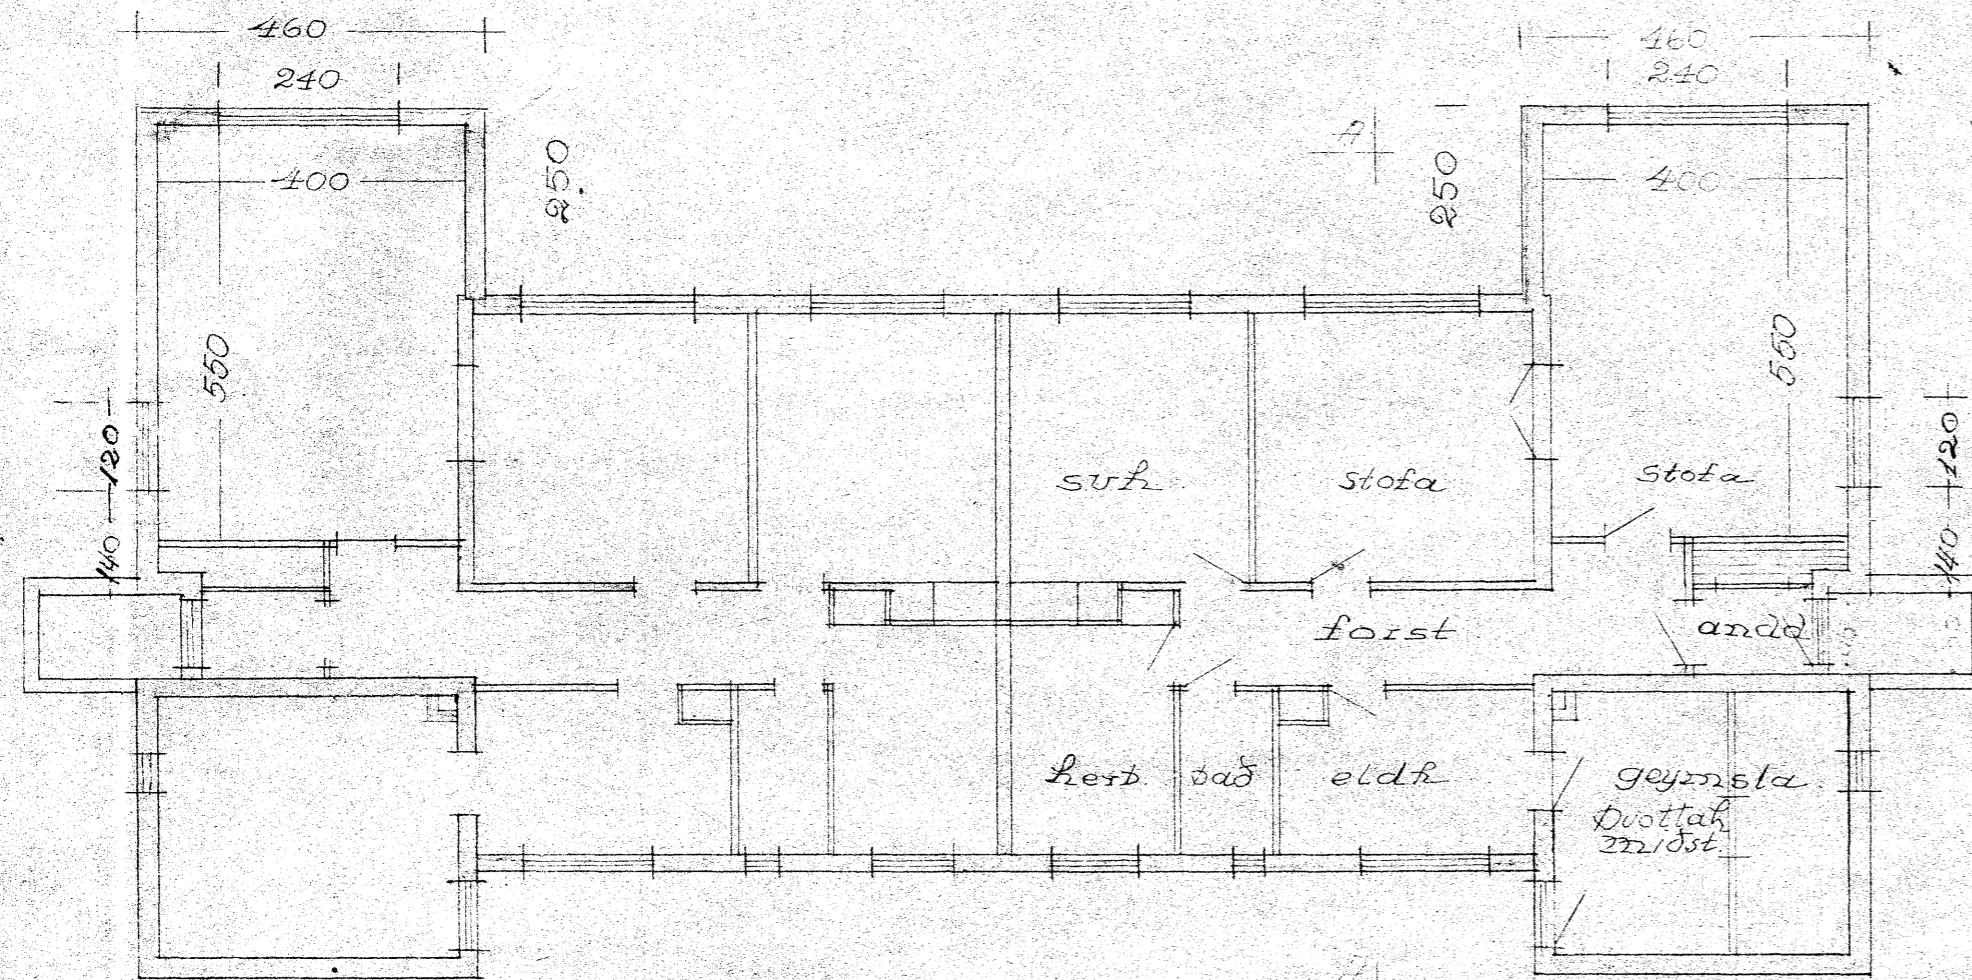 460
460
240
240
A
250
250
400
400
550
550
120
120
svh
stofa
stofa
140
140
forst
andd
herb.
bað
eldh
geymsla
Þvottah
miðst.